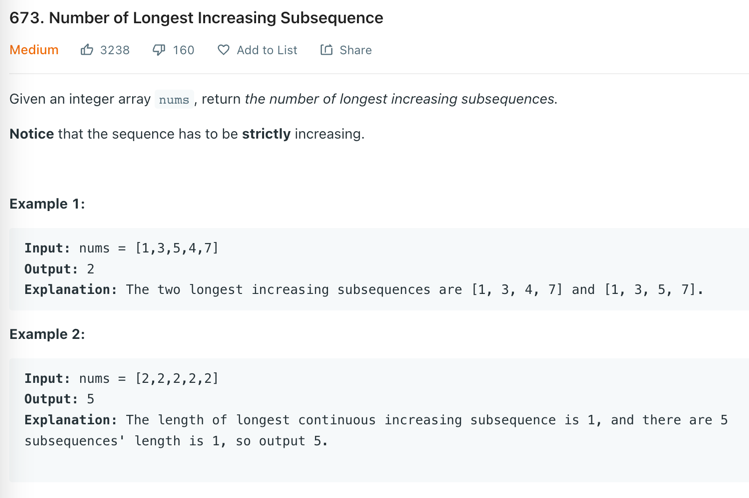 673. Number of Longest Increasing Subsequence
Medium 3238 160 Add to List Share
Given an integer array nums , return the number of longest increasing subsequences.
Notice that the sequence has to be strictly increasing.
Example 1:
Input: nums = [1,3,5,4,7]
Output: 2
Explanation: The two longest increasing subsequences are [1, 3, 4, 7] and [1, 3, 5, 7].
Example 2:
Input: nums = [2,2,2,2,2]
Output: 5
Explanation: The length of longest continuous increasing subsequence is 1, and there are 5
subsequences' length is 1, so output 5.